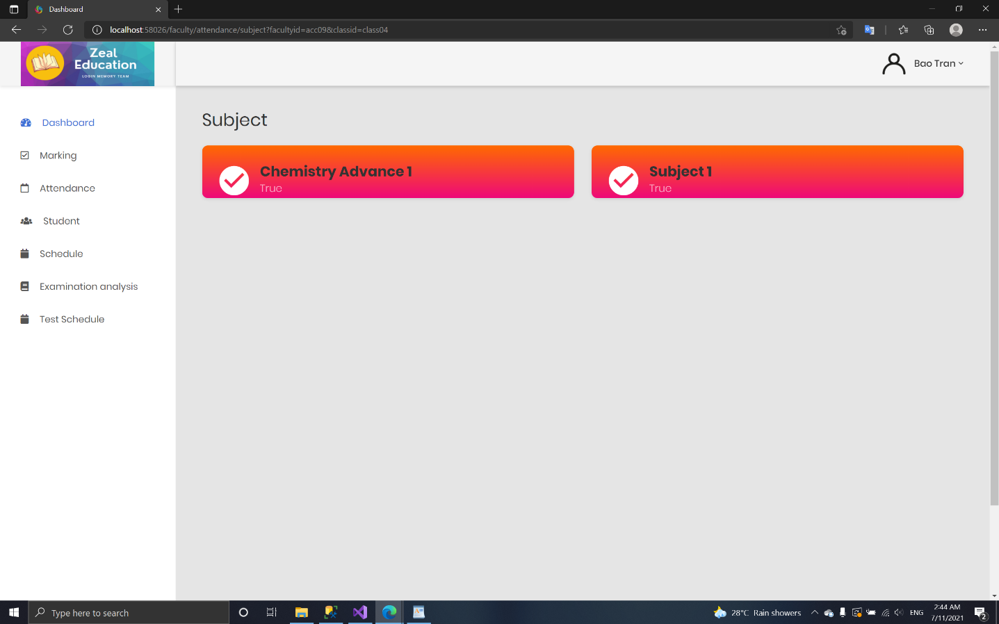 Dashboard
localhost:58026/faculty/attendance/subject?facultyid=acc09&classid=class04
Zeal
Education
LOGIN MEMORY TEAM
Bao Tran
Dashboard
Marking
Attendance
Student
Schedule
Examination analysis
Test Schedule
Subject
Chemistry Advance 1
True
Subject 1
True
Type here to search
28°C Rain showers
ENG
2:44 AM
7/11/2021
2